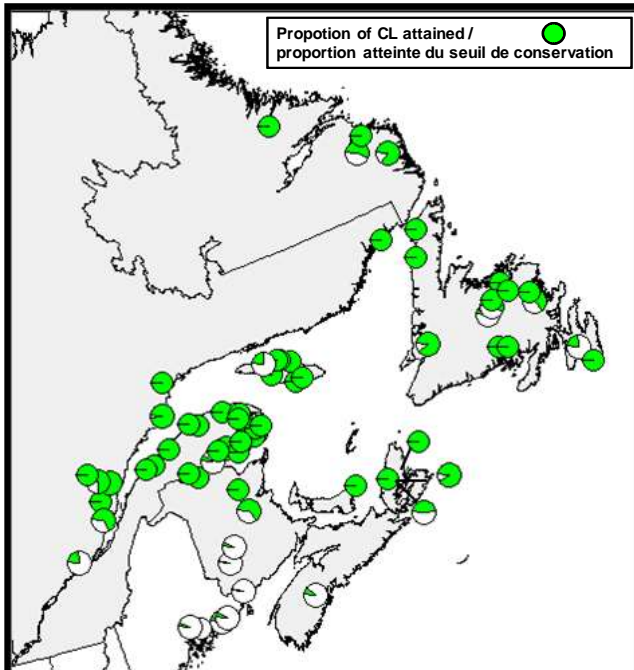 Propotion of CL attained /
proportion atteinte du seuil de conservation